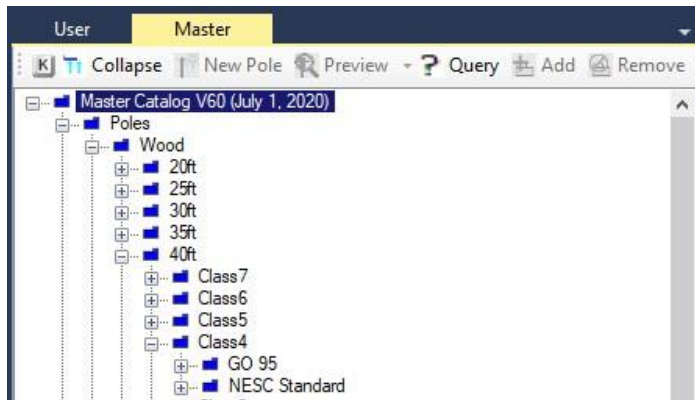 User Master
K Tt Collapse New Pole Preview ? Query Add Remove
Master Catalog V60 (July 1, 2020)
Poles
Wood
20ft
25ft
30ft
35ft
40ft
Class7
Class6
Class5
Class4
GO 95
NESC Standard